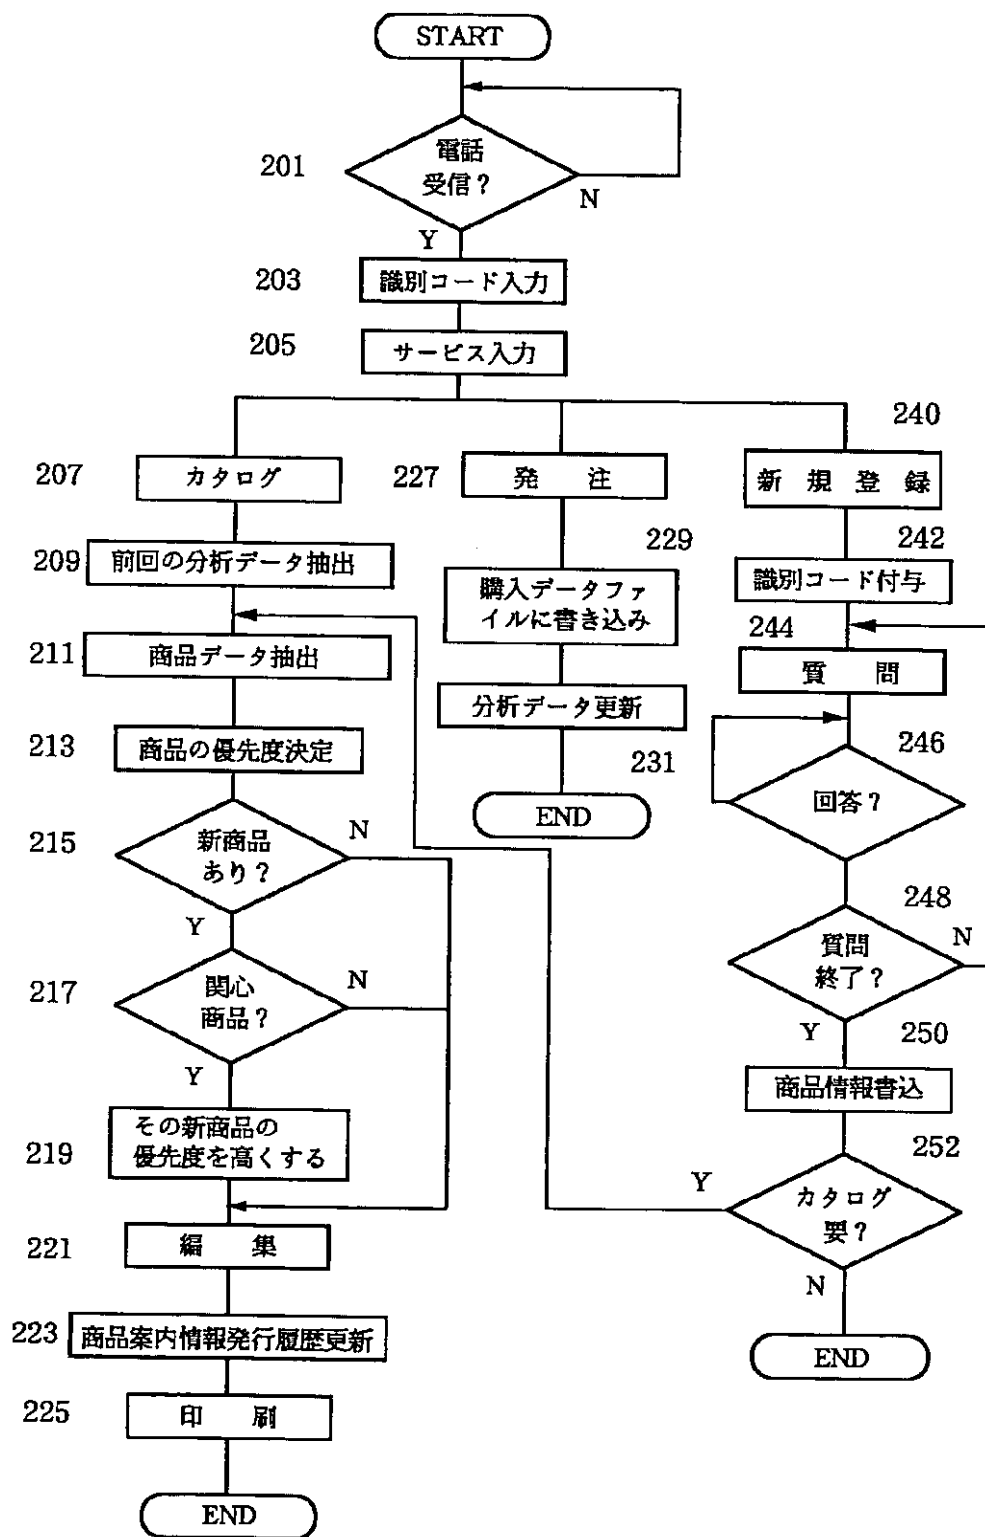 START
201
電話
受信？
N
Y
203
識別コード入力
205
サービス入力
207
カタログ
209
前回の分析データ抽出
211
商品データ抽出
213
商品の優先度決定
215
新商品
あり？
N
Y
217
関心
商品？
N
Y
219
その新商品の
優先度を高くする
221
編　集
223
商品案内情報発行履歴更新
225
印　刷
END
227
発　注
229
購入データファ
イルに書き込み
分析データ更新
231
END
240
新　規　登　録
242
識別コード付与
244
質　問
246
回答？
248
質問
終了？
N
Y
250
商品情報書込
252
カタログ
要？
Y
N
END